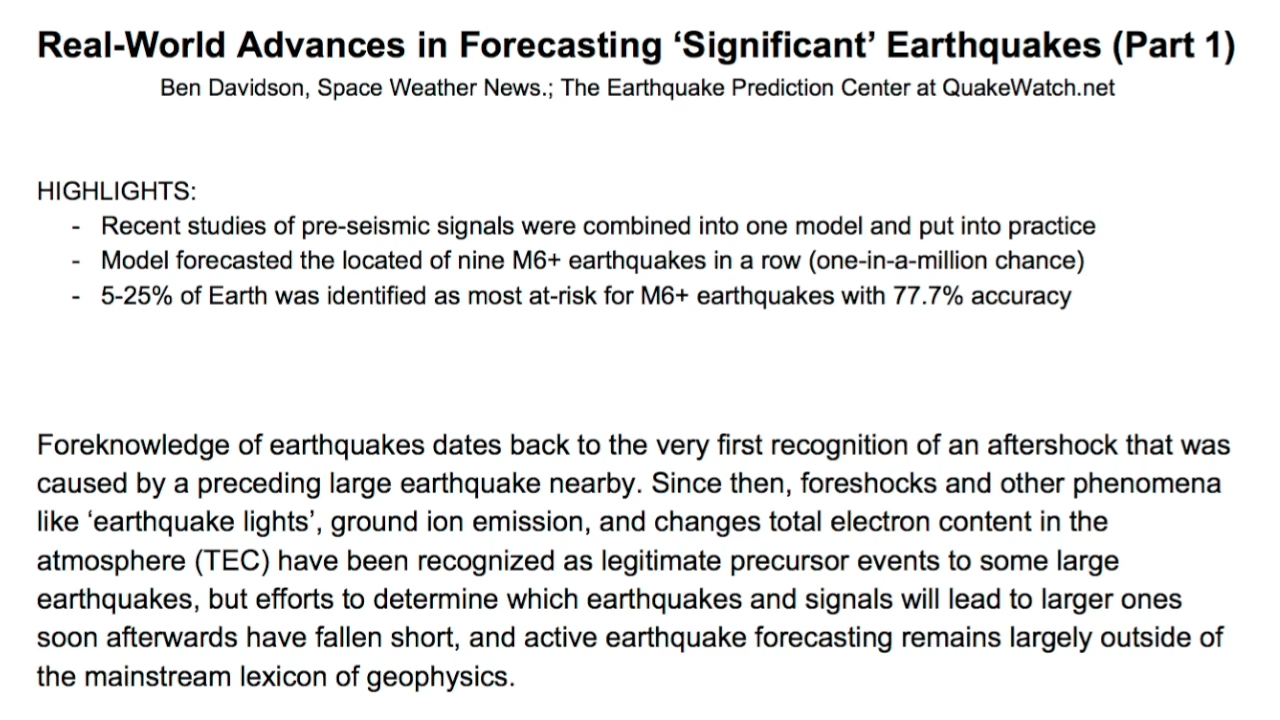 Real-World Advances in Forecasting ‘Significant’ Earthquakes (Part 1)
Ben Davidson, Space Weather News.; The Earthquake Prediction Center at QuakeWatch.net
HIGHLIGHTS:
- Recent studies of pre-seismic signals were combined into one model and put into practice
- Model forecasted the located of nine M6+ earthquakes in a row (one-in-a-million chance)
- 5-25% of Earth was identified as most at-risk for M6+ earthquakes with 77.7% accuracy
Foreknowledge of earthquakes dates back to the very first recognition of an aftershock that was
caused by a preceding large earthquake nearby. Since then, foreshocks and other phenomena
like ‘earthquake lights’, ground ion emission, and changes total electron content in the
atmosphere (TEC) have been recognized as legitimate precursor events to some large
earthquakes, but efforts to determine which earthquakes and signals will lead to larger ones
soon afterwards have fallen short, and active earthquake forecasting remains largely outside of
the mainstream lexicon of geophysics.